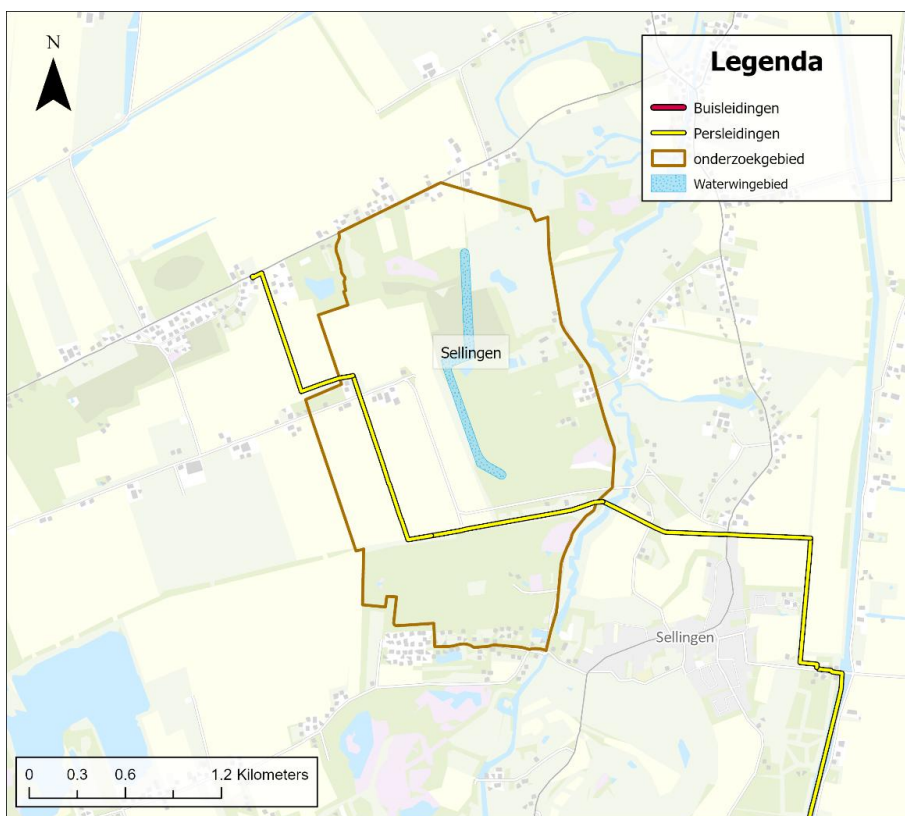 N
Legenda
Buisleidingen
Persleidingen
onderzoekgebied
Waterwingebied
Sellingen
Sellingen
0 0.3 0.6 1.2 Kilometers